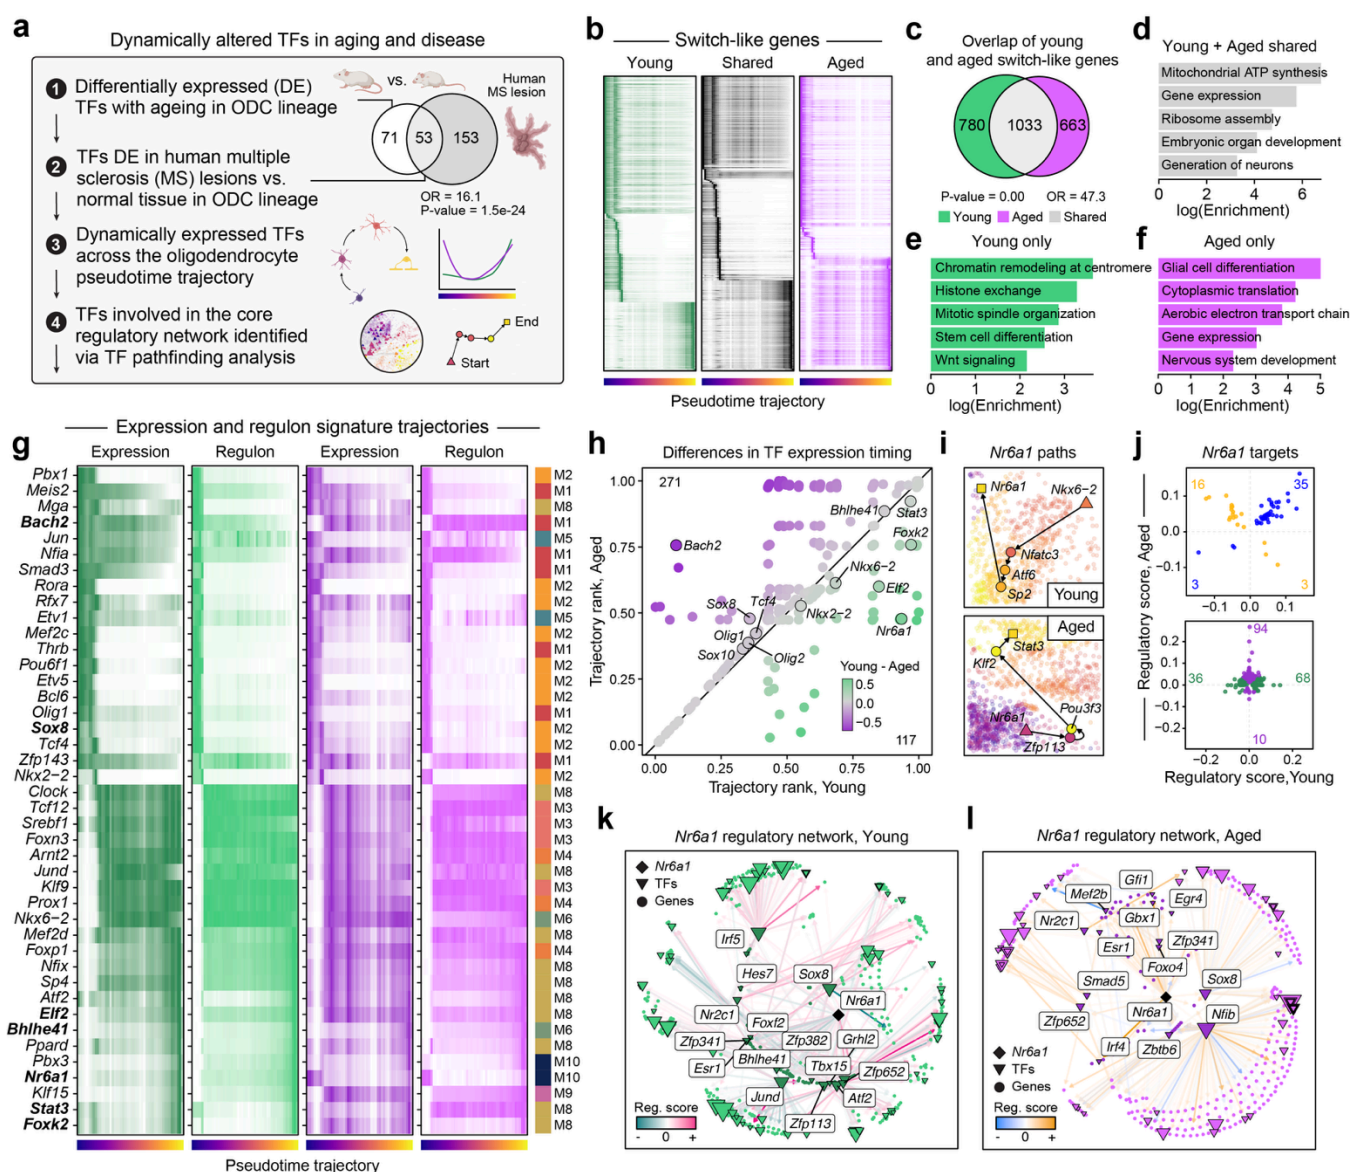 a
Dynamically altered TFs in aging and disease
1
Differentially expressed (DE)
TFs with ageing in ODC lineage
vs.
Human
MS lesion
71
53
153
2
TFs DE in human multiple
sclerosis (MS) lesions vs.
normal tissue in ODC lineage
OR = 16.1
P-value = 1.5e-24
3
Dynamically expressed TFs
across the oligodendrocyte
pseudotime trajectory
4
TFs involved in the core
regulatory network identified
via TF pathfinding analysis
End
Start
b
Switch-like genes
Young
Shared
Aged
Pseudotime trajectory
c
Overlap of young
and aged switch-like genes
780
1033
663
P-value = 0.00
OR = 47.3
Young
Aged
Shared
d
Young + Aged shared
Mitochondrial ATP synthesis
Gene expression
Ribosome assembly
Embryonic organ development
Generation of neurons
0 2 4 6
log(Enrichment)
e
Young only
Chromatin remodeling at centromere
Histone exchange
Mitotic spindle organization
Stem cell differentiation
Wnt signaling
0 1 2 3
log(Enrichment)
f
Aged only
Glial cell differentiation
Cytoplasmic translation
Aerobic electron transport chain
Gene expression
Nervous system development
0 1 2 3 4 5
log(Enrichment)
g
Expression and regulon signature trajectories
Expression
Regulon
Expression
Regulon
Pbx1 M2
Meis2 M1
Mga M8
Bach2 M1
Jun M5
Nfia M1
Smad3 M1
Rora M2
Rfx7 M2
Etv1 M5
Mef2c M2
Thrb M1
Pou6f1 M2
Etv5 M2
Bcl6 M2
Olig1 M1
Sox8 M2
Tcf4 M2
Zfp143 M1
Nkx2-2 M2
Clock M8
Tcf12 M3
Srebf1 M3
Foxn3 M3
Arnt2 M4
Jund M8
Klf9 M3
Prox1 M4
Nkx6-2 M6
Mef2d M8
Foxp1 M4
Nfix M8
Sp4 M8
Atf2 M8
Elf2 M8
Bhlhe41 M6
Ppard M8
Pbx3 M10
Nr6a1 M10
Klf15 M9
Stat3 M8
Foxk2 M8
Pseudotime trajectory
h
Differences in TF expression timing
Trajectory rank, Aged
1.00
0.75
0.50
0.25
0.00
271
Bhlhe41
Stat3
Foxk2
Bach2
Nkx6-2
Elf2
Sox8
Tcf4
Nkx2-2
Nr6a1
Olig1
Sox10
Olig2
Young - Aged
0.5
0.0
-0.5
117
0.00 0.25 0.50 0.75 1.00
Trajectory rank, Young
i
Nr6a1 paths
Nr6a1
Nkx6-2
Nfatc3
Atf6
Sp2
Young
Aged
Stat3
Klf2
Nr6a1
Pou3f3
Zfp113
j
Nr6a1 targets
Regulatory score, Aged
16
35
0.1
0.0
-0.1
3
3
-0.1 0.0 0.1
94
0.2
0.1
0.0
-0.1
-0.2
36
68
10
-0.2 0.0 0.2
Regulatory score,Young
k
Nr6a1 regulatory network, Young
Nr6a1
TFs
Genes
Irf5
Hes7
Sox8
Nr6a1
Nr2c1
Foxf2
Zfp341
Zfp382
Grhl2
Esr1
Bhlhe41
Tbx15
Zfp652
Jund
Atf2
Zfp113
Reg. score
- 0 +
l
Nr6a1 regulatory network, Aged
Gfi1
Mef2b
Egr4
Nr2c1
Gbx1
Esr1
Zfp341
Foxo4
Smad5
Sox8
Nr6a1
Nfib
Zfp652
Irf4
Zbtb6
Nr6a1
TFs
Genes
Reg. score
- 0 +